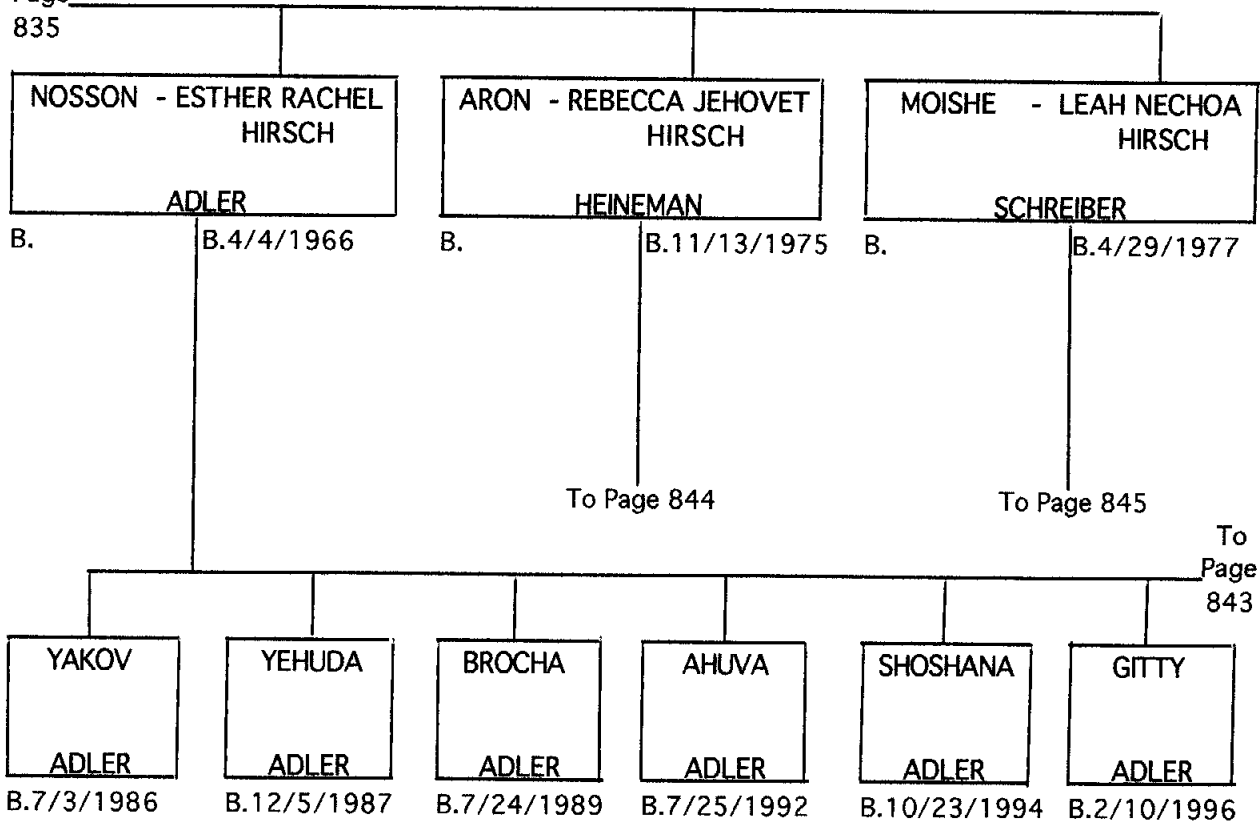 835
NOSSON - ESTHER RACHEL
HIRSCH
ADLER
B. B.4/4/1966
ARON - REBECCA JEHOVET
HIRSCH
HEINEMAN
B. B.11/13/1975
MOISHE - LEAH NECHOA
HIRSCH
SCHREIBER
B. B.4/29/1977
To Page 844
To Page 845
To
Page
843
YAKOV
ADLER
B.7/3/1986
YEHUDA
ADLER
B.12/5/1987
BROCHA
ADLER
B.7/24/1989
AHUVA
ADLER
B.7/25/1992
SHOSHANA
ADLER
B.10/23/1994
GITTY
ADLER
B.2/10/1996